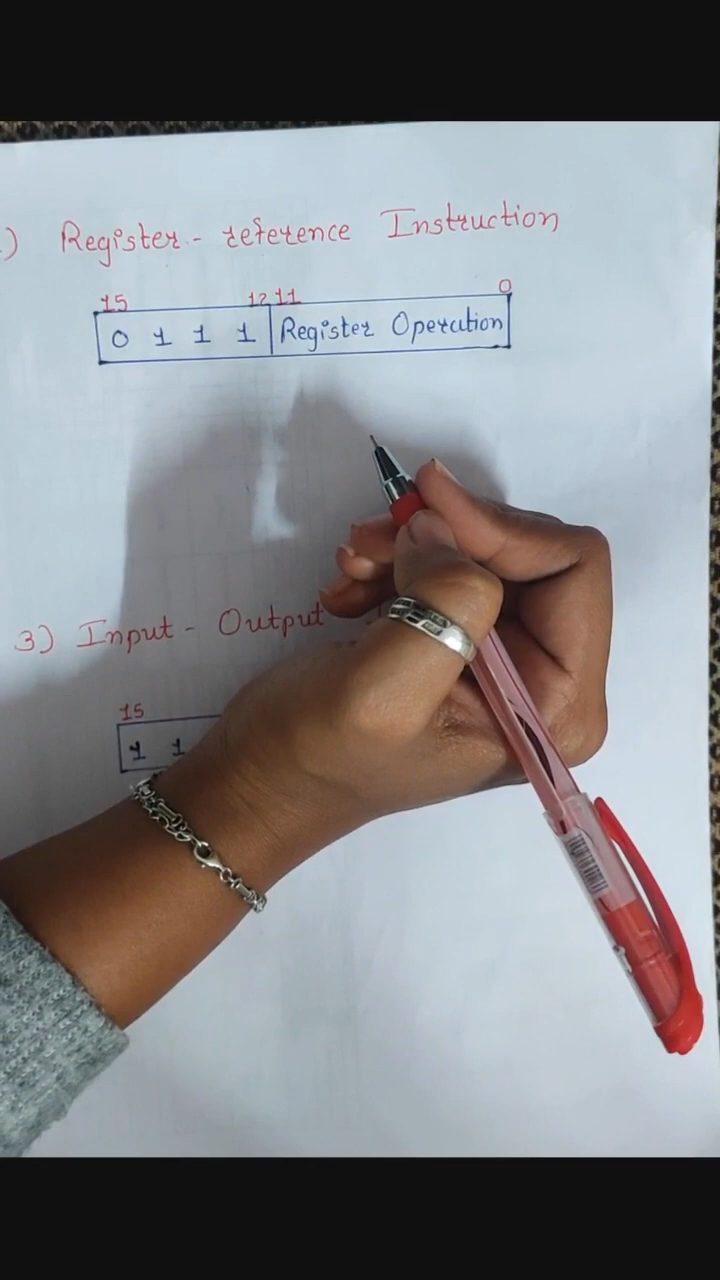 ) Register - reference Instruction
15 12 11 0
0 1 1 1 Register Operation
3) Input - Output
15
1 1